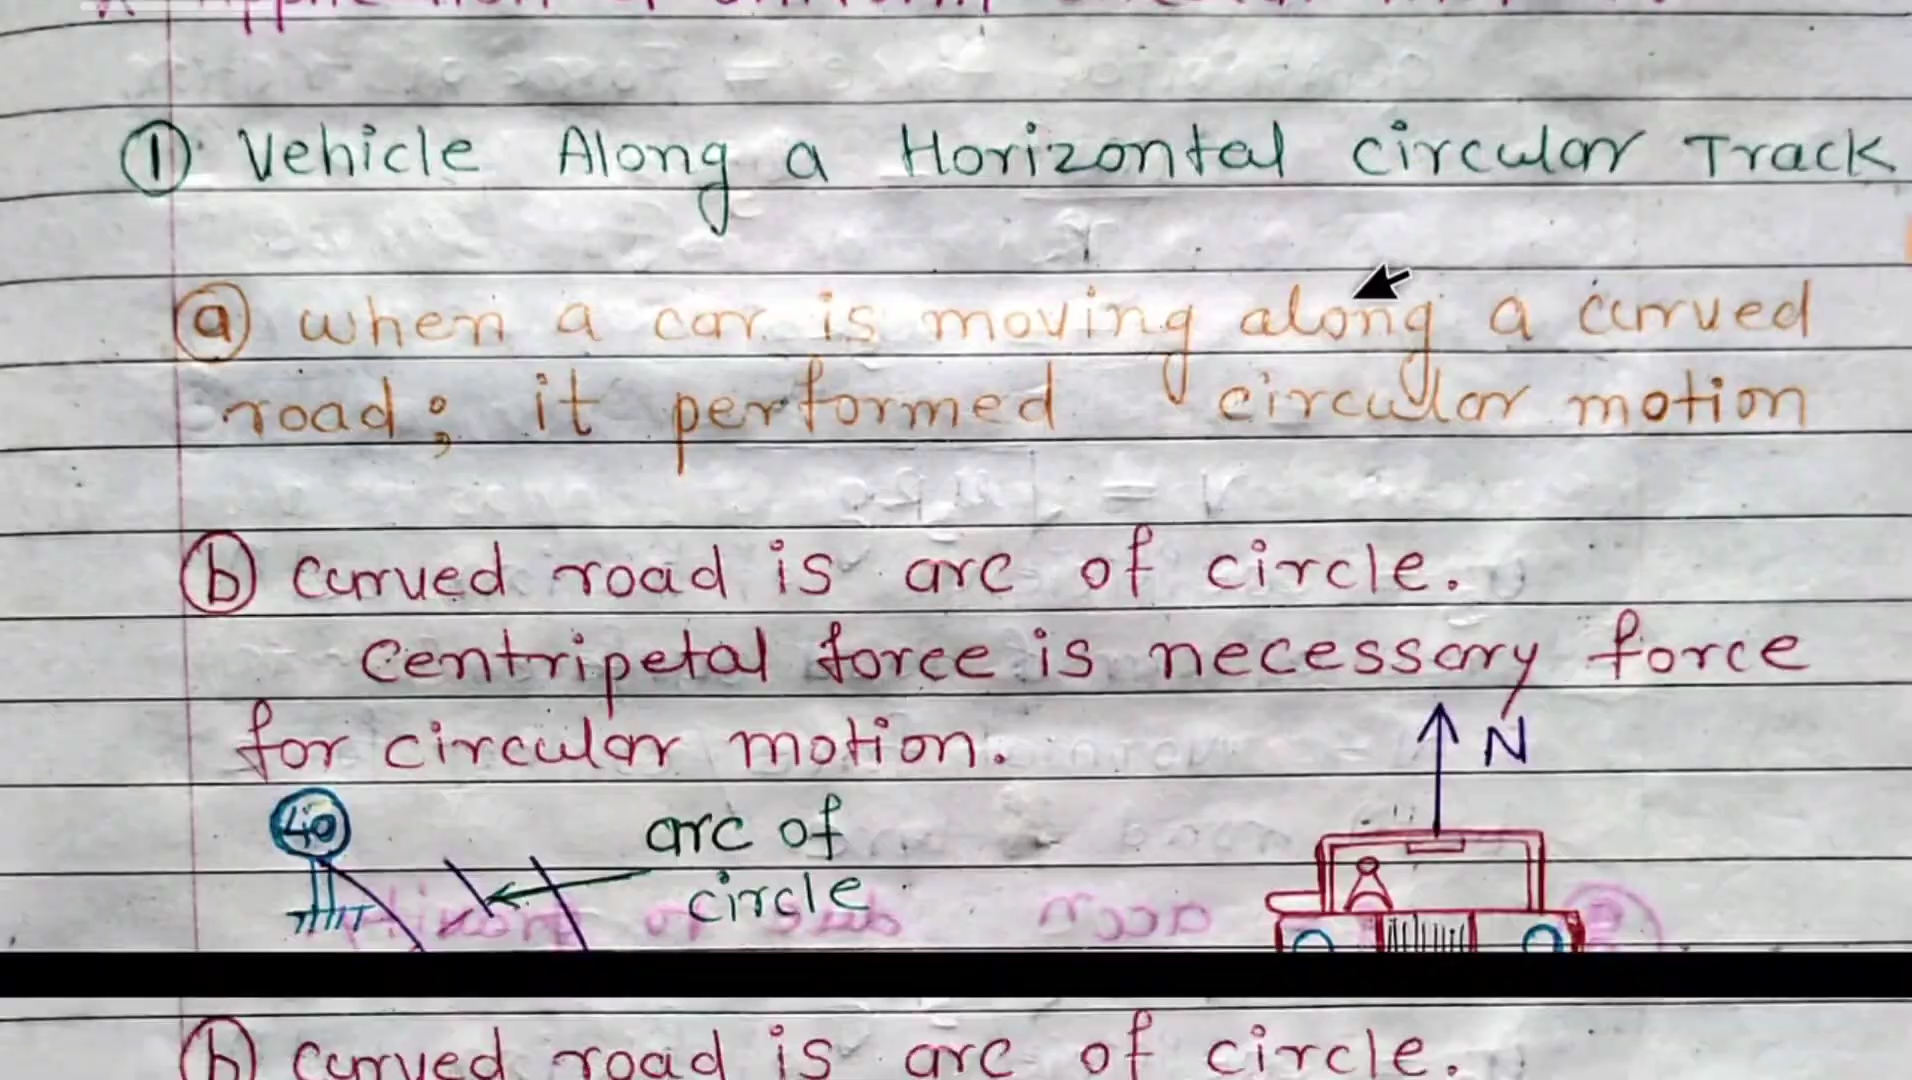 ① Vehicle Along a Horizontal circular Track
ⓐ when a car is moving along a curved
road; it performed circular motion
ⓑ curved road is arc of circle.
Centripetal force is necessary force
for circular motion.
N
40
arc of
circle
ⓑ curved road is arc of circle.